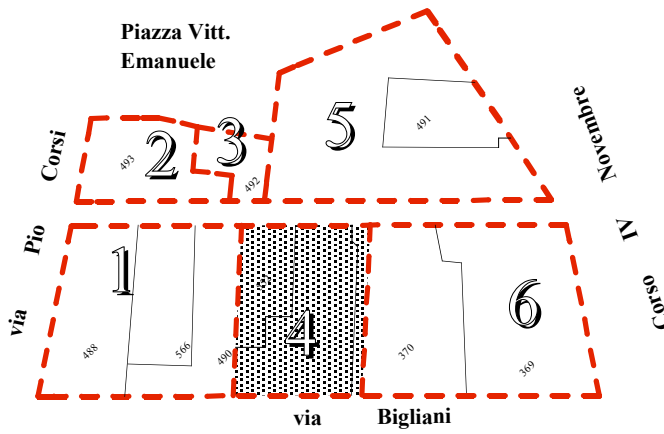 Piazza Vitt.
Emanuele
5
491
3
2
493
492
Corsi
Novembre
IV
Corso
Pio
via
1
488
566
490
4
370
6
369
via Bigliani